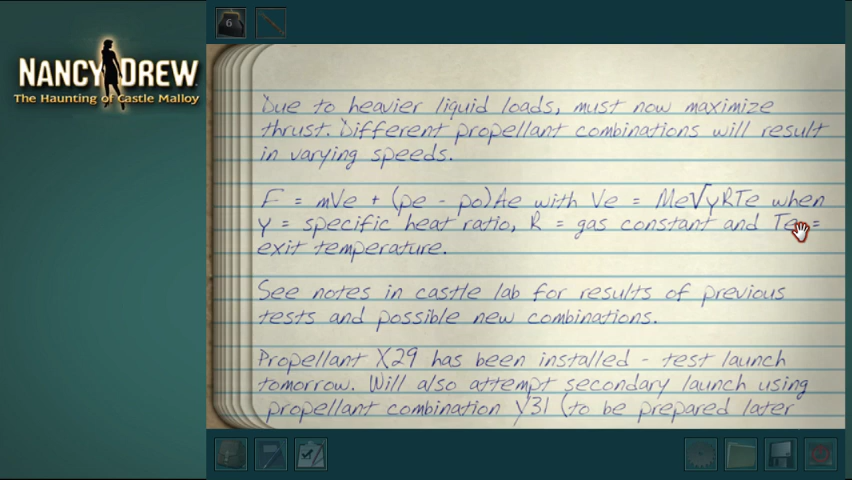 6
NANCY DREW
The Haunting of Castle Malloy
Due to heavier liquid loads, must now maximize
thrust. Different propellant combinations will result
in varying speeds.
F = mVe + (pe - po)Ae with Ve = Me√yRTe when
y = specific heat ratio, R = gas constant and Te =
exit temperature.
See notes in castle lab for results of previous
tests and possible new combinations.
Propellant X29 has been installed - test launch
tomorrow. Will also attempt secondary launch using
propellant combination Y31 (to be prepared later